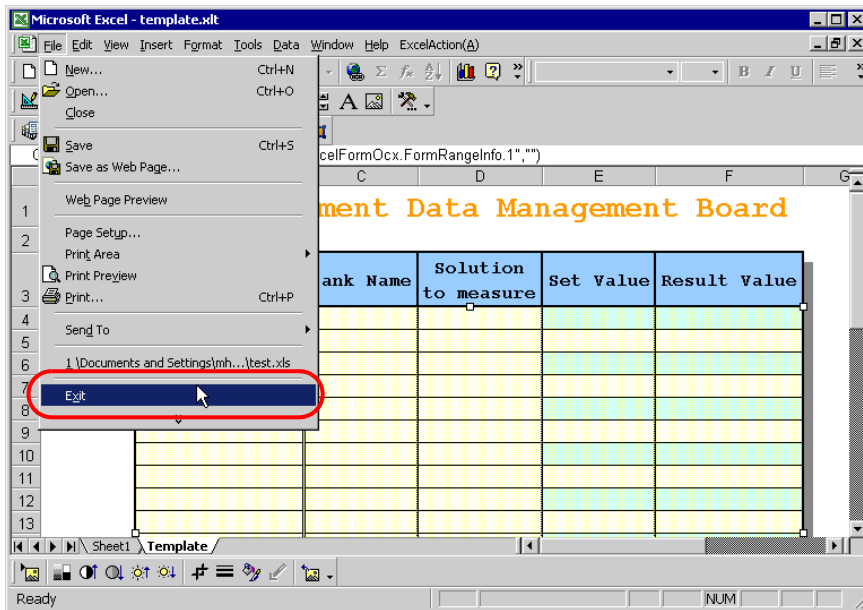 Microsoft Excel - template.xlt
File Edit View Insert Format Tools Data Window Help ExcelAction(A)
New... Ctrl+N
Open... Ctrl+O
Close
Save Ctrl+S
Save as Web Page...
Web Page Preview
Page Setup...
Print Area
Print Preview
Print... Ctrl+P
Send To
1 \Documents and Settings\mh...\test.xls
Exit
B I U
A
celFormOcx.FormRangeInfo.1","")
C D E F G
1 ment Data Management Board
2
3 ank Name Solution to measure Set Value Result Value
4
5
6
7
8
9
10
11
12
13
Sheet1 Template
Ready NUM